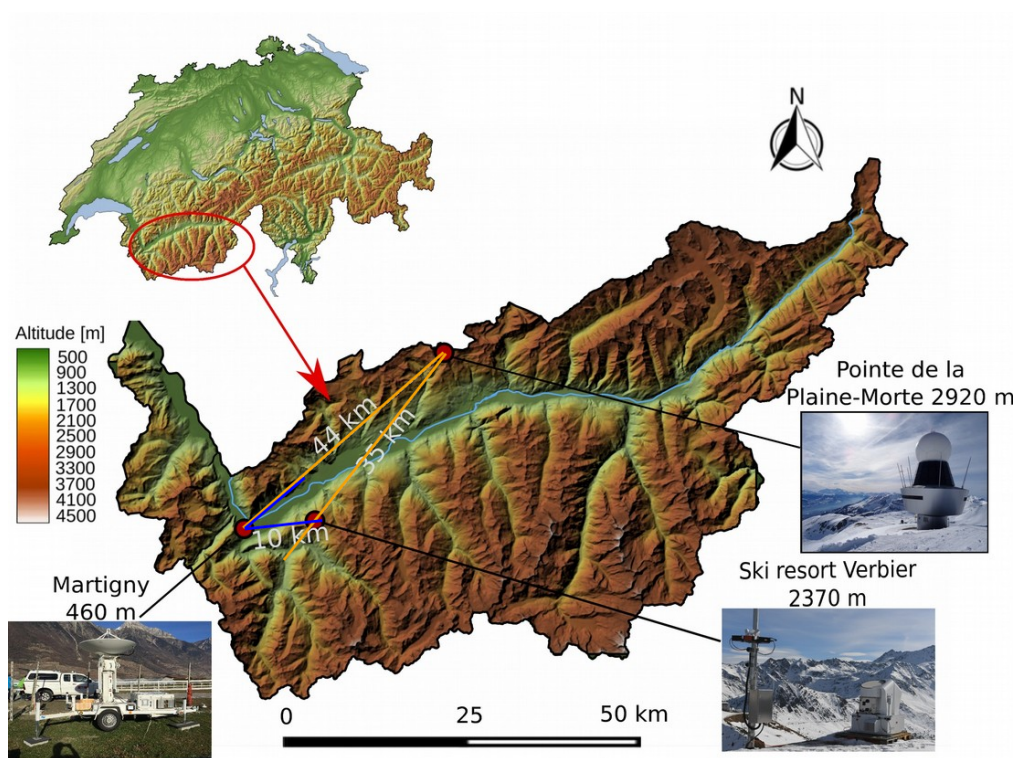 N
Altitude [m]
500
900
1300
1700
2100
2500
2900
3300
3700
4100
4500
44 km
35 km
10 km
Pointe de la
Plaine-Morte 2920 m
Ski resort Verbier
2370 m
Martigny
460 m
0 25 50 km